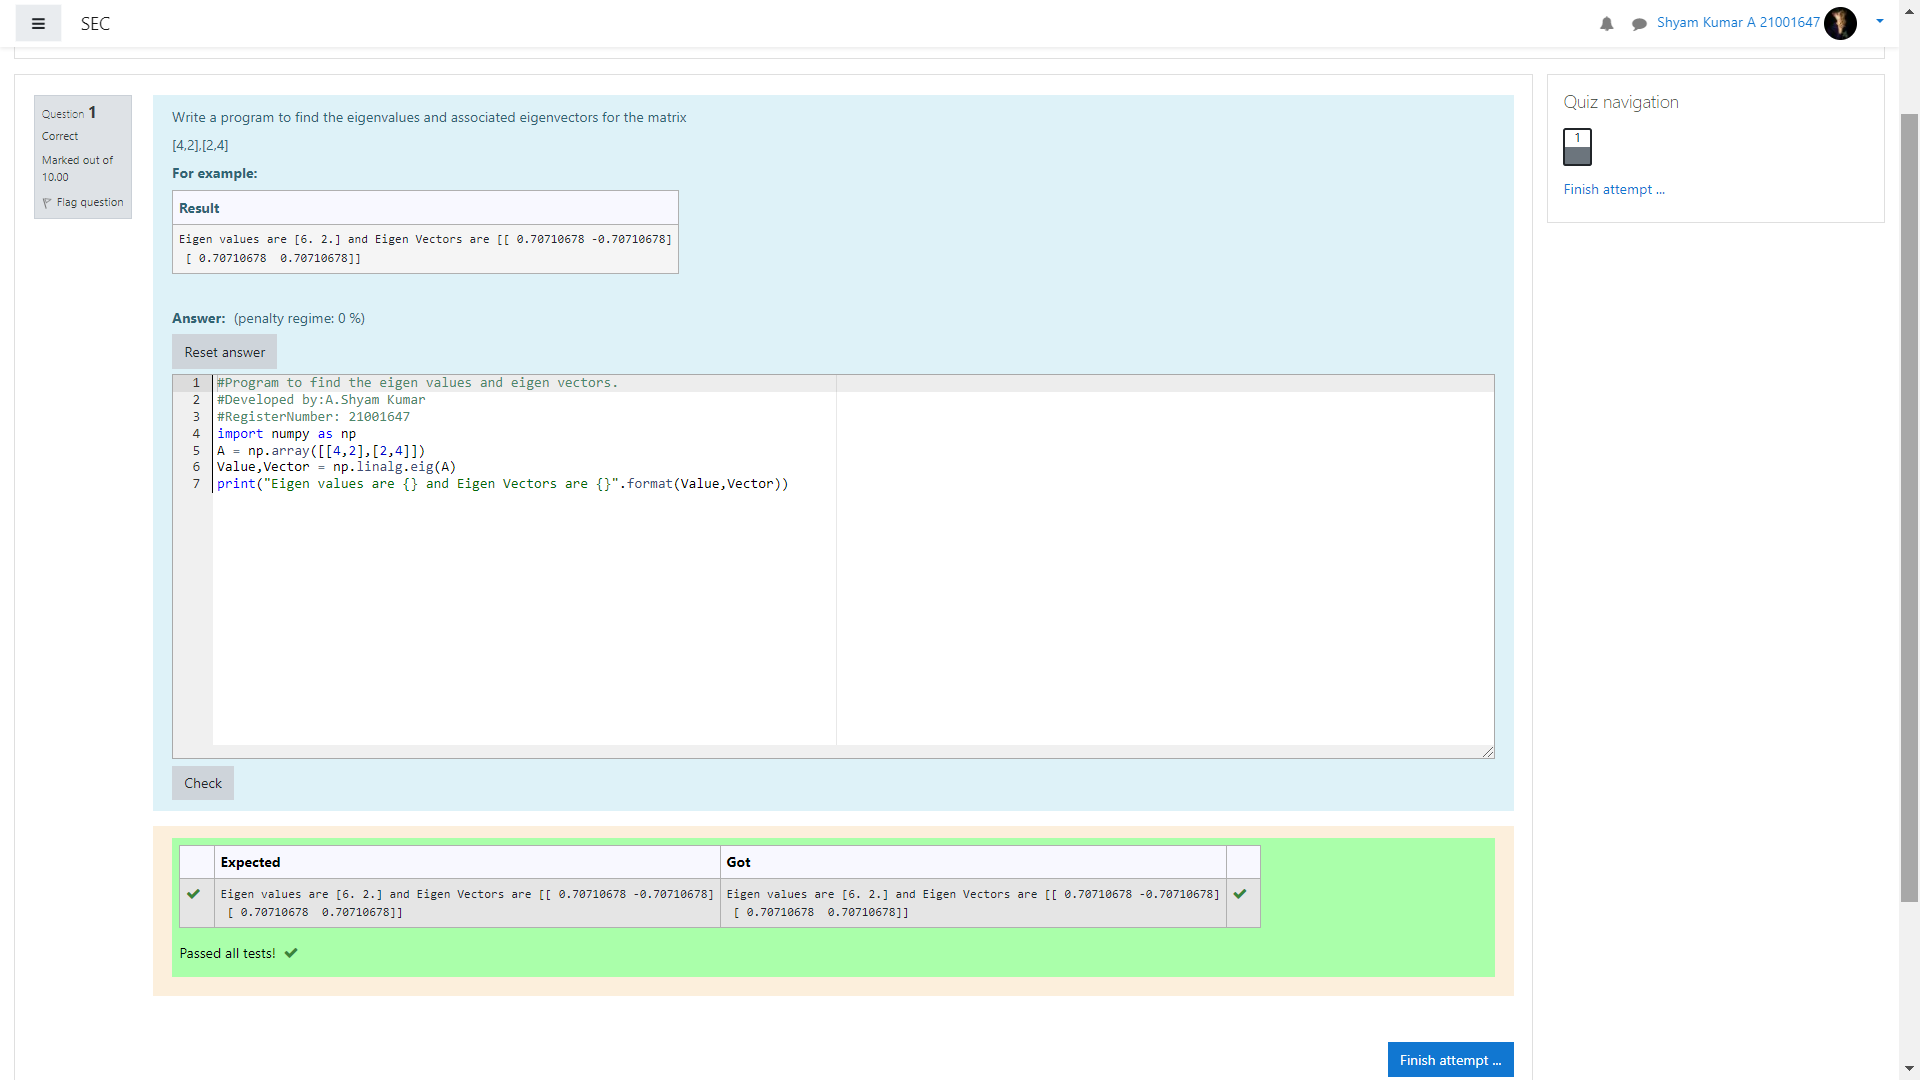 SEC
Shyam Kumar A 21001647
Question 1
Correct
Marked out of
10.00
Flag question
Write a program to find the eigenvalues and associated eigenvectors for the matrix
[4,2],[2,4]
For example:
Result
Eigen values are [6. 2.] and Eigen Vectors are [[ 0.70710678 -0.70710678]
 [ 0.70710678  0.70710678]]
Answer: (penalty regime: 0 %)
Reset answer
1 #Program to find the eigen values and eigen vectors.
2 #Developed by:A.Shyam Kumar
3 #RegisterNumber: 21001647
4 import numpy as np
5 A = np.array([[4,2],[2,4]])
6 Value,Vector = np.linalg.eig(A)
7 print("Eigen values are {} and Eigen Vectors are {}".format(Value,Vector))
Check
Expected Got
Eigen values are [6. 2.] and Eigen Vectors are [[ 0.70710678 -0.70710678] Eigen values are [6. 2.] and Eigen Vectors are [[ 0.70710678 -0.70710678]
 [ 0.70710678  0.70710678]]  [ 0.70710678  0.70710678]]
Passed all tests!
Finish attempt ...
Quiz navigation
1
Finish attempt ...